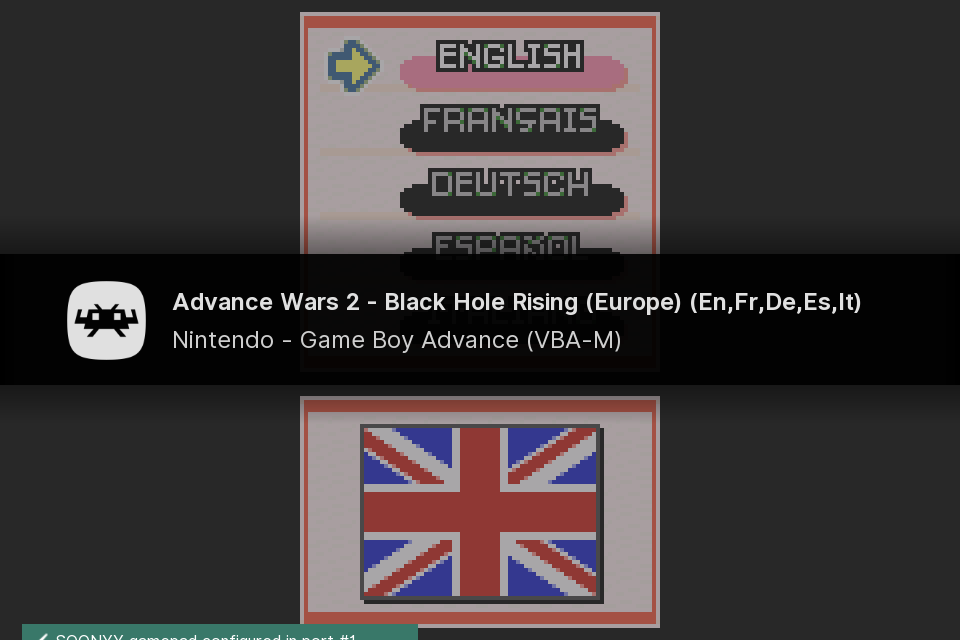 ENGLISH
FRANÇAIS
DEUTSCH
ESPAÑOL
Advance Wars 2 - Black Hole Rising (Europe) (En,Fr,De,Es,It)
Nintendo - Game Boy Advance (VBA-M)
gamepad configured in port #1